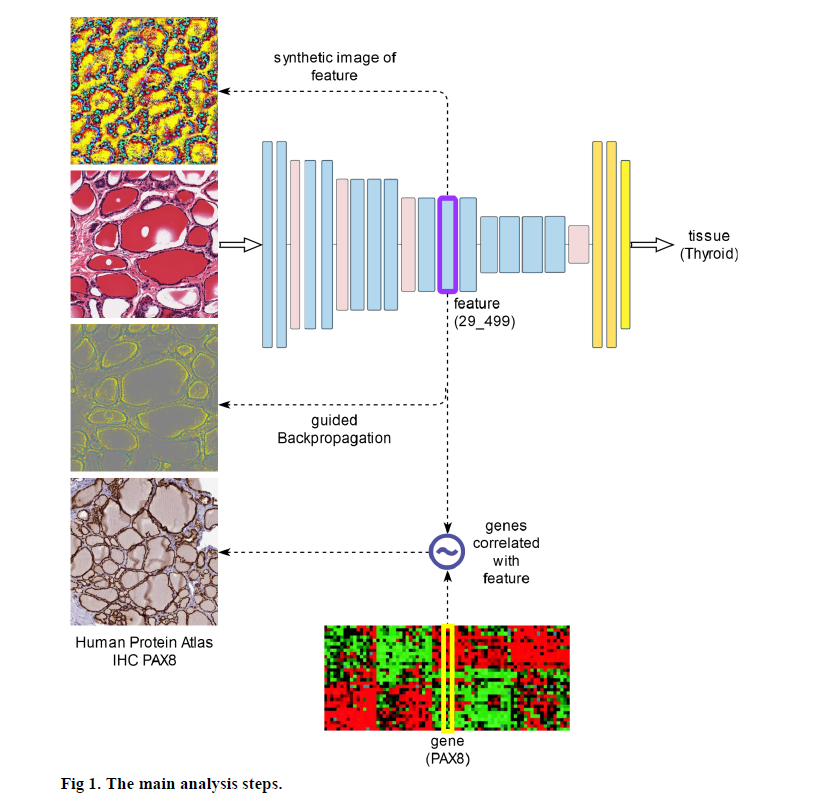 synthetic image of
feature
tissue
(Thyroid)
feature
(29_499)
guided
Backpropagation
genes
correlated
with
feature
Human Protein Atlas
IHC PAX8
gene
(PAX8)
Fig 1. The main analysis steps.